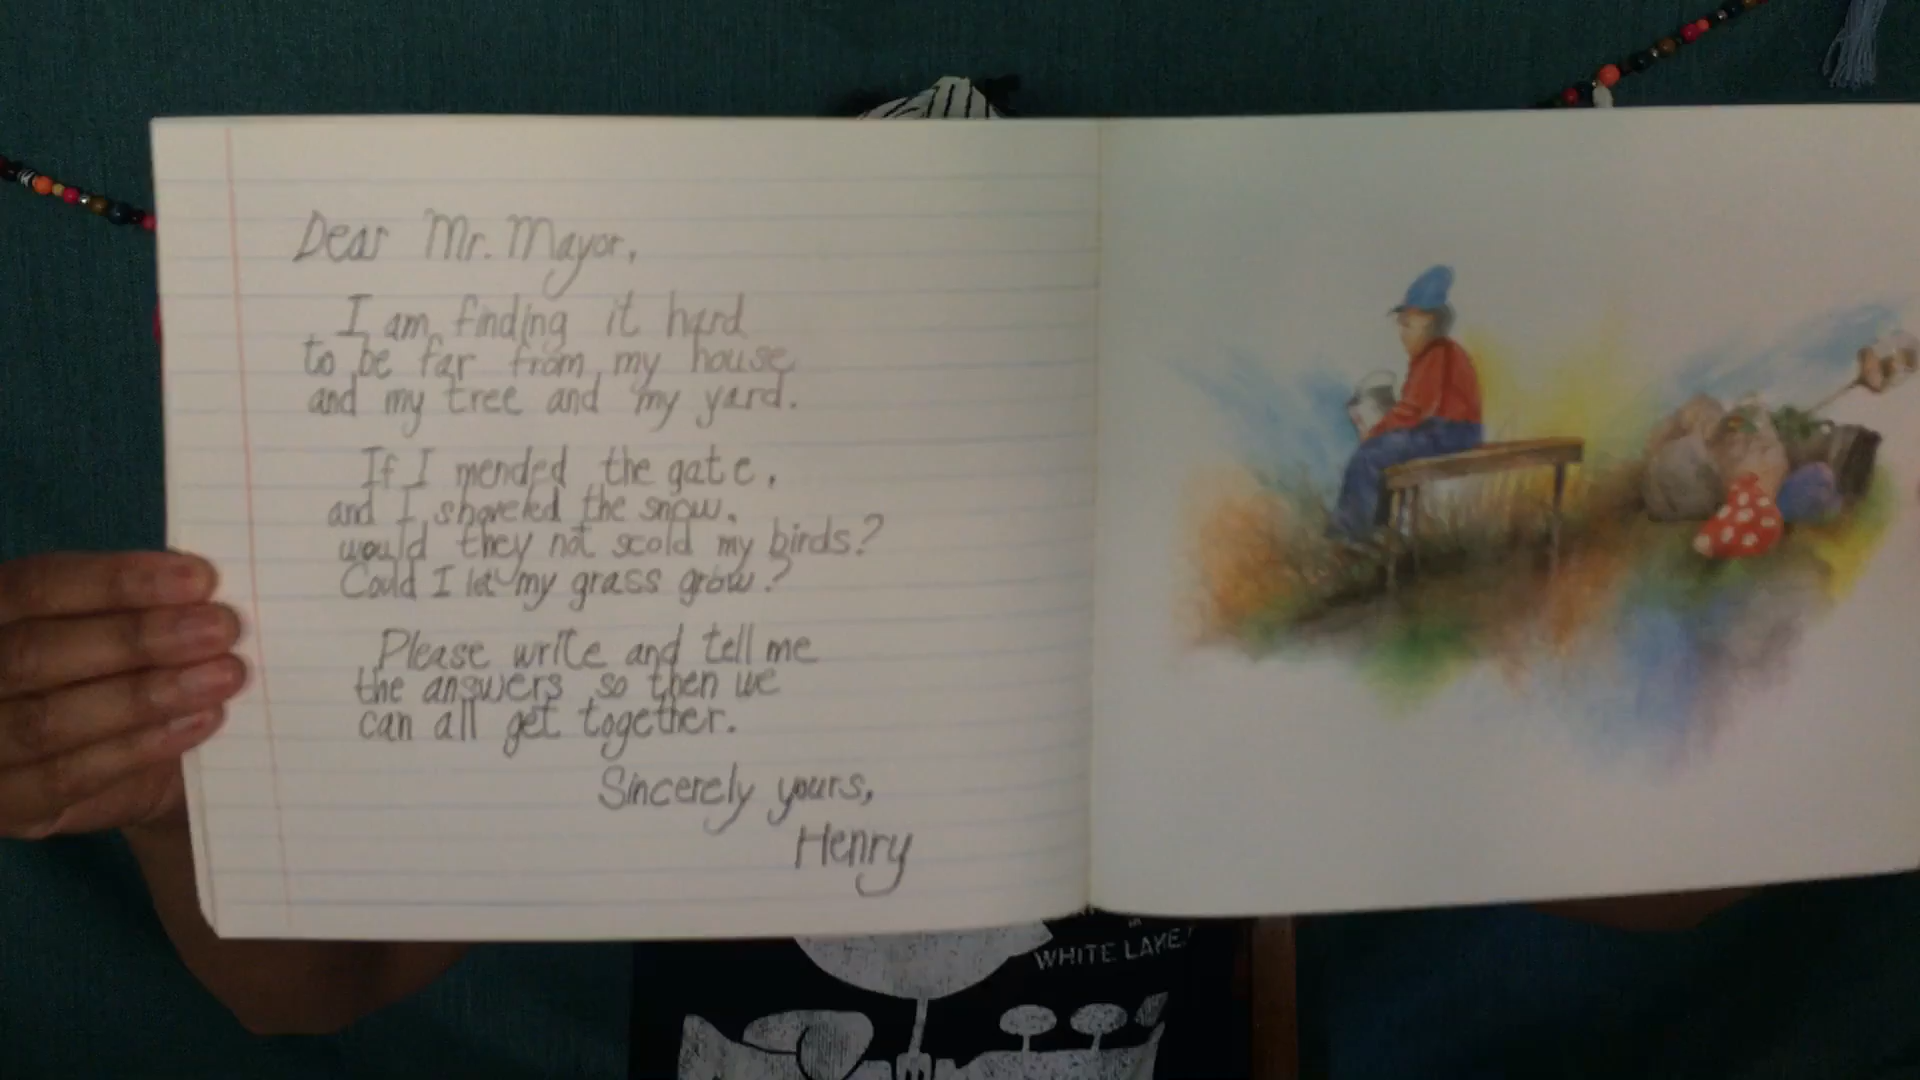 Dear Mr. Mayor,
I am finding it hard
to be far from my house
and my tree and my yard.
If I mended the gate,
and I shoveled the snow,
would they not scold my birds?
Could I let my grass grow?
Please write and tell me
the answers so then we
can all get together.
Sincerely yours,
Henry
IN
WHITE LAKE!